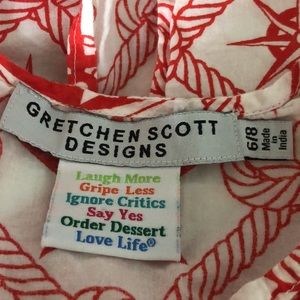 GRETCHEN SCOTT
DESIGNS
6/8
Made in
India
Laugh More
Gripe Less
Ignore Critics
Say Yes
Order Dessert
Love Life®